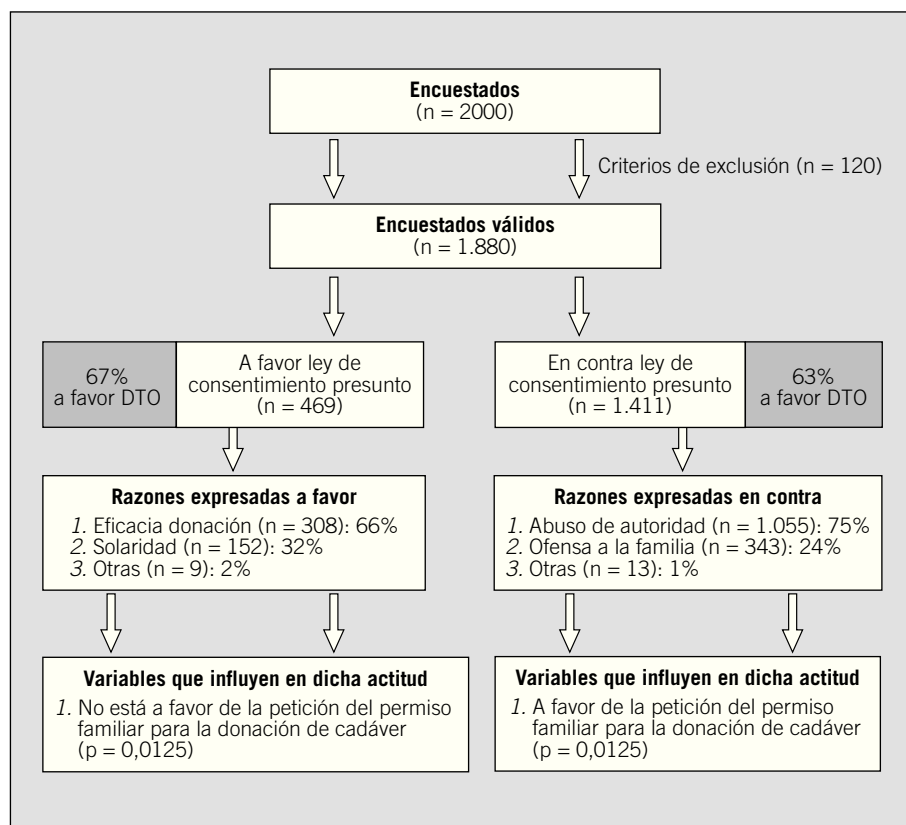 Encuestados
(n = 2000)
Criterios de exclusión (n = 120)
Encuestados válidos
(n = 1.880)
67%
a favor DTO
A favor ley de
consentimiento presunto
(n = 469)
En contra ley de
consentimiento presunto
(n = 1.411)
63%
a favor DTO
Razones expresadas a favor
1. Eficacia donación (n = 308): 66%
2. Solaridad (n = 152): 32%
3. Otras (n = 9): 2%
Razones expresadas en contra
1. Abuso de autoridad (n = 1.055): 75%
2. Ofensa a la familia (n = 343): 24%
3. Otras (n = 13): 1%
Variables que influyen en dicha actitud
1. No está a favor de la petición del permiso
familiar para la donación de cadáver
(p = 0,0125)
Variables que influyen en dicha actitud
1. A favor de la petición del permiso
familiar para la donación de cadáver
(p = 0,0125)